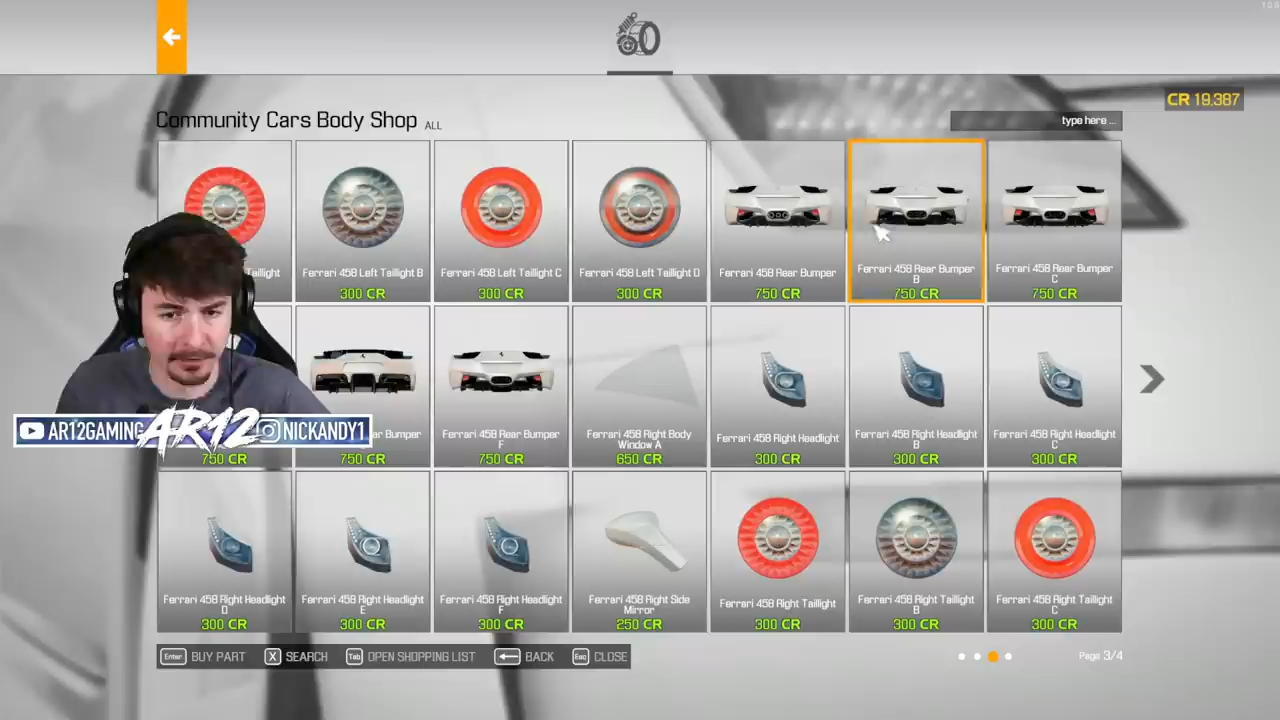 CR 19.387
Community Cars Body Shop ALL
type here ...
Taillight
Ferrari 458 Left Taillight B
300 CR
Ferrari 458 Left Taillight C
300 CR
Ferrari 458 Left Taillight D
300 CR
Ferrari 458 Rear Bumper
750 CR
Ferrari 458 Rear Bumper
B
750 CR
Ferrari 458 Rear Bumper
C
750 CR
750 CR
ar Bumper
750 CR
Ferrari 458 Rear Bumper
F
750 CR
Ferrari 458 Right Body
Window A
650 CR
Ferrari 458 Right Headlight
300 CR
Ferrari 458 Right Headlight
B
300 CR
Ferrari 458 Right Headlight
C
300 CR
AR12GAMING
AR12
NICKANDY1
Ferrari 458 Right Headlight
D
300 CR
Ferrari 458 Right Headlight
E
300 CR
Ferrari 458 Right Headlight
F
300 CR
Ferrari 458 Right Side
Mirror
250 CR
Ferrari 458 Right Taillight
300 CR
Ferrari 458 Right Taillight
B
300 CR
Ferrari 458 Right Taillight
C
300 CR
Enter BUY PART X SEARCH Tab OPEN SHOPPING LIST BACK Esc CLOSE
Page 3/4